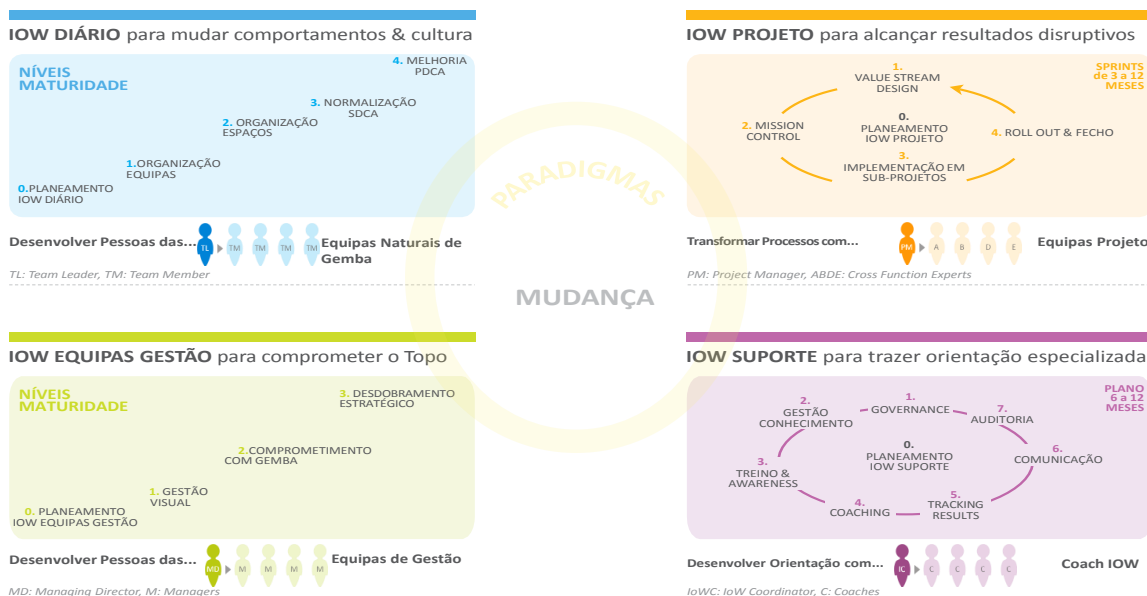 IOW DIÁRIO para mudar comportamentos & cultura
NÍVEIS
MATURIDADE
4. MELHORIA
PDCA
3. NORMALIZAÇÃO
SDCA
2. ORGANIZAÇÃO
ESPAÇOS
1.ORGANIZAÇÃO
EQUIPAS
0.PLANEAMENTO
IOW DIÁRIO
Desenvolver Pessoas das...
TL TM TM TM TM
Equipas Naturais de
Gemba
TL: Team Leader, TM: Team Member
IOW PROJETO para alcançar resultados disruptivos
SPRINTS
de 3 a 12
MESES
1.
VALUE STREAM
DESIGN
2. MISSION
CONTROL
0.
PLANEAMENTO
IOW PROJETO
4. ROLL OUT & FECHO
3.
IMPLEMENTAÇÃO EM
SUB-PROJETOS
Transformar Processos com...
PM A B D E
Equipas Projeto
PM: Project Manager, ABDE: Cross Function Experts
PARADIGMAS
MUDANÇA
IOW EQUIPAS GESTÃO para comprometer o Topo
NÍVEIS
MATURIDADE
3. DESDOBRAMENTO
ESTRATÉGICO
2.COMPROMETIMENTO
COM GEMBA
1. GESTÃO
VISUAL
0. PLANEAMENTO
IOW EQUIPAS GESTÃO
Desenvolver Pessoas das...
MD M M M M
Equipas de Gestão
MD: Managing Director, M: Managers
IOW SUPORTE para trazer orientação especializada
PLANO
6 a 12
MESES
1.
GOVERNANCE
2.
GESTÃO
CONHECIMENTO
7.
AUDITORIA
0.
PLANEAMENTO
IOW SUPORTE
6.
COMUNICAÇÃO
3.
TREINO &
AWARENESS
4.
COACHING
5.
TRACKING
RESULTS
Desenvolver Orientação com...
IC C C C C
Coach IOW
IoWC: IoW Coordinator, C: Coaches